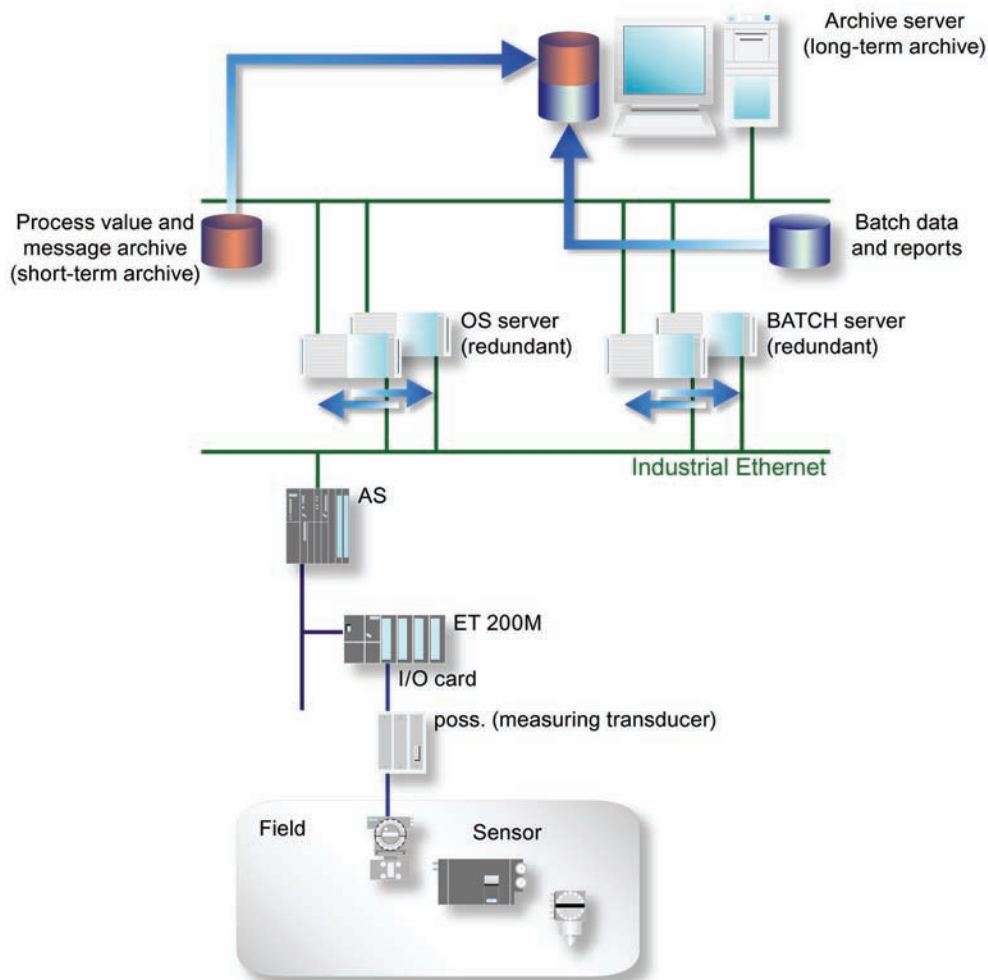 Archive server
(long-term archive)
Process value and
message archive
(short-term archive)
Batch data
and reports
OS server
(redundant)
BATCH server
(redundant)
Industrial Ethernet
AS
ET 200M
I/O card
poss. (measuring transducer)
Field
Sensor